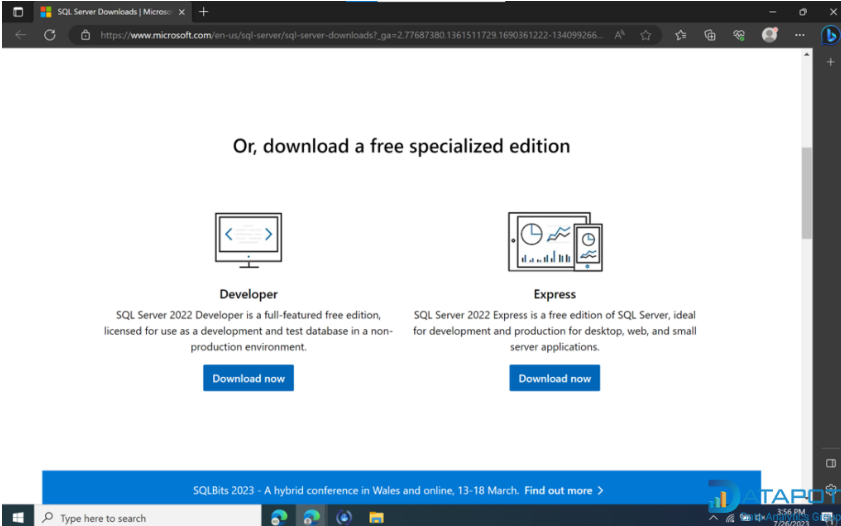 SQL Server Downloads | Microso
https://www.microsoft.com/en-us/sql-server/sql-server-downloads?_ga=2.77687380.1361511729.1690361222-134099266...
Or, download a free specialized edition
Developer
SQL Server 2022 Developer is a full-featured free edition,
licensed for use as a development and test database in a non-
production environment.
Download now
Express
SQL Server 2022 Express is a free edition of SQL Server, ideal
for development and production for desktop, web, and small
server applications.
Download now
SQLBits 2023 - A hybrid conference in Wales and online, 13-18 March. Find out more
DATAPOT
Type here to search
3:56 PM
7/26/2023